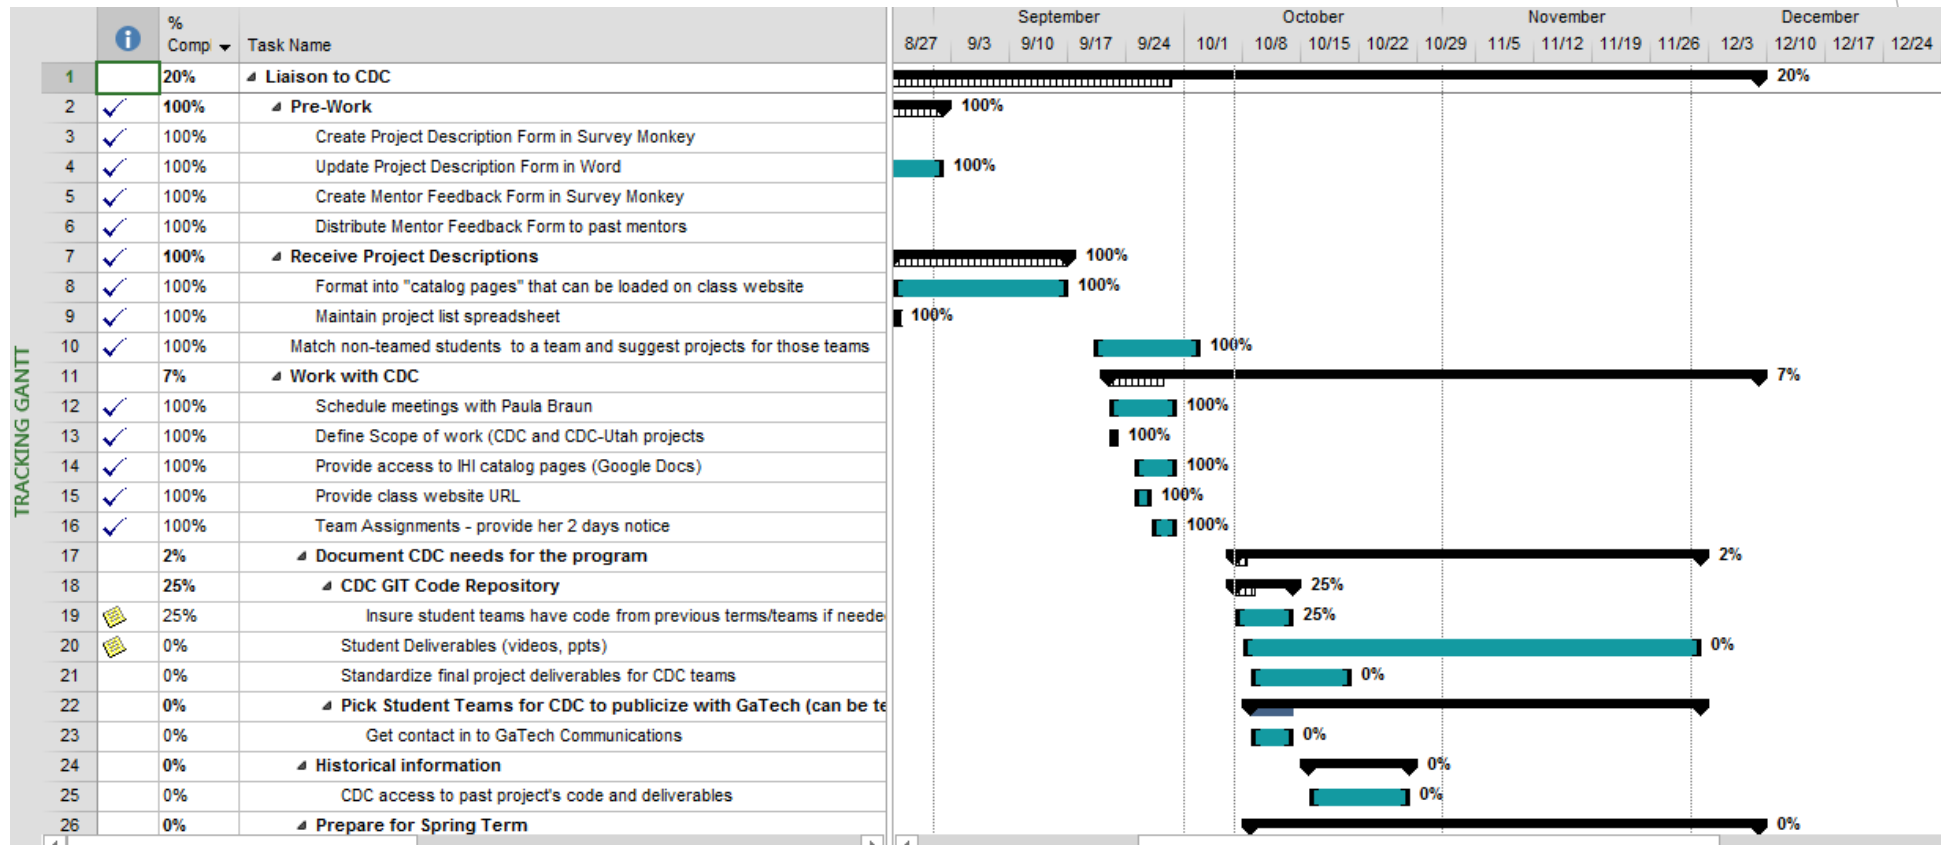 September October November December
%
Compl Task Name 8/27 9/3 9/10 9/17 9/24 10/1 10/8 10/15 10/22 10/29 11/5 11/12 11/19 11/26 12/3 12/10 12/17 12/24
1 20% Liaison to CDC 20%
2 100% Pre-Work 100%
3 100% Create Project Description Form in Survey Monkey
4 100% Update Project Description Form in Word 100%
5 100% Create Mentor Feedback Form in Survey Monkey
6 100% Distribute Mentor Feedback Form to past mentors
7 100% Receive Project Descriptions 100%
8 100% Format into "catalog pages" that can be loaded on class website 100%
9 100% Maintain project list spreadsheet 100%
10 100% Match non-teamed students to a team and suggest projects for those teams 100%
11 7% Work with CDC 7%
12 100% Schedule meetings with Paula Braun 100%
13 100% Define Scope of work (CDC and CDC-Utah projects 100%
14 100% Provide access to IHI catalog pages (Google Docs) 100%
15 100% Provide class website URL 100%
16 100% Team Assignments - provide her 2 days notice 100%
17 2% Document CDC needs for the program 2%
18 25% CDC GIT Code Repository 25%
19 25% Insure student teams have code from previous terms/teams if neede 25%
20 0% Student Deliverables (videos, ppts) 0%
21 0% Standardize final project deliverables for CDC teams 0%
22 0% Pick Student Teams for CDC to publicize with GaTech (can be te
23 0% Get contact in to GaTech Communications 0%
24 0% Historical information 0%
25 0% CDC access to past project's code and deliverables 0%
26 0% Prepare for Spring Term 0%
TRACKING GANTT